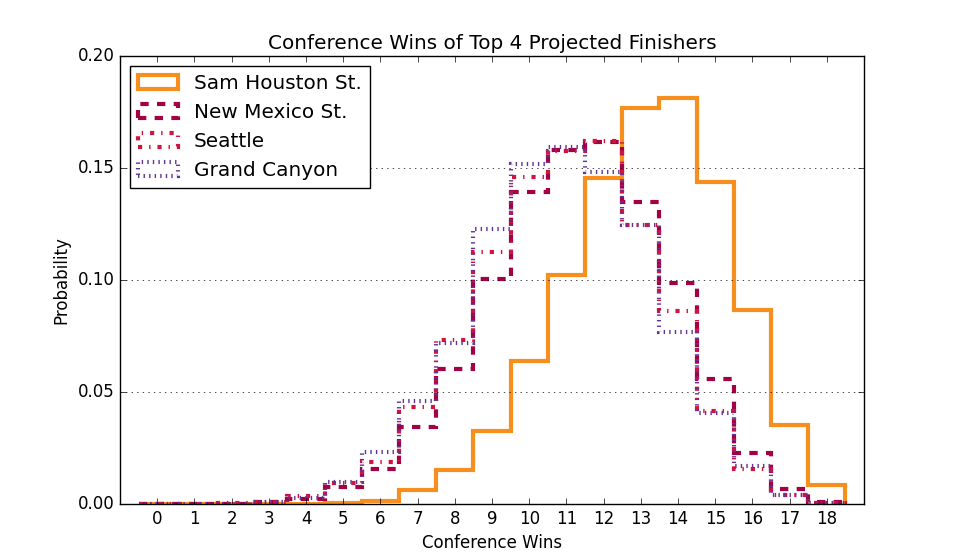 Conference Wins of Top 4 Projected Finishers
0.20
Sam Houston St.
New Mexico St.
Seattle
Grand Canyon
0.15
0.10
0.05
0.00
Probability
0 1 2 3 4 5 6 7 8 9 10 11 12 13 14 15 16 17 18
Conference Wins